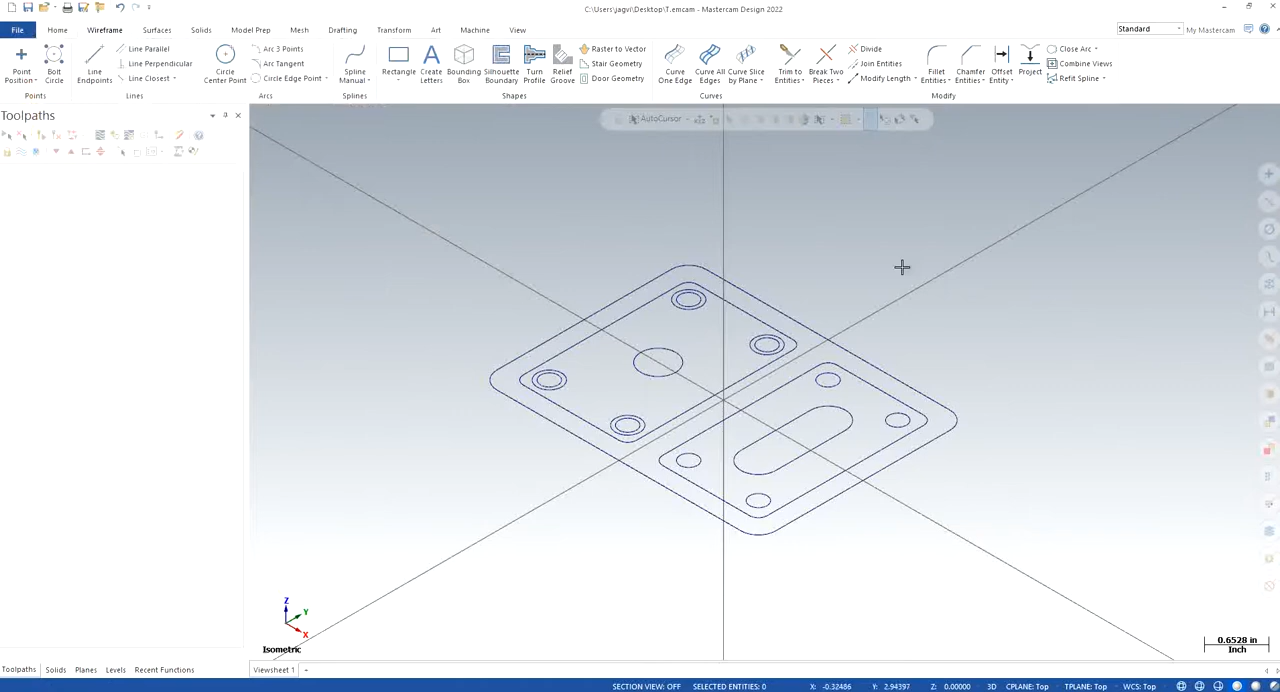 C:\Users\jagvi\Desktop\T.emcam - Mastercam Design 2022
File Home Wireframe Surfaces Solids Model Prep Mesh Drafting Transform Art Machine View Standard My Mastercam
Point Position Bolt Circle Line Endpoints Line Parallel Line Perpendicular Line Closest Circle Center Point Arc 3 Points Arc Tangent Circle Edge Point Spline Manual Rectangle Create Letters Bounding Box Silhouette Boundary Turn Profile Relief Groove Raster to Vector Stair Geometry Door Geometry Curve One Edge Curve All Edges Curve Slice by Plane Trim to Entities Break Two Pieces Divide Join Entities Modify Length Fillet Entities Chamfer Entities Offset Entity Project Close Arc Combine Views Refit Spline
Points Lines Arcs Splines Shapes Curves Modify
Toolpaths
AutoCursor
Z
Y
X
Isometric
0.6528 in
Inch
Toolpaths Solids Planes Levels Recent Functions Viewsheet 1 +
SECTION VIEW: OFF SELECTED ENTITIES: 0 X: -0.32486 Y: 2.94397 Z: 0.00000 3D CPLANE: Top TPLANE: Top WCS: Top